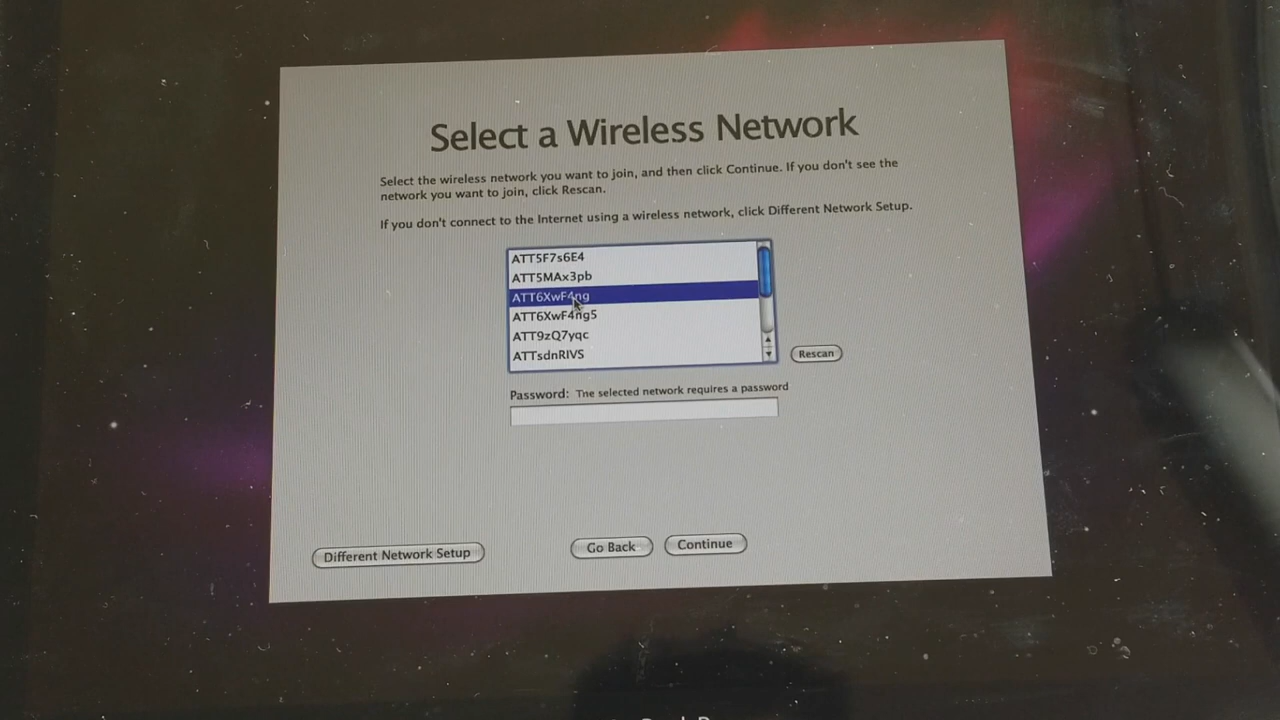 Select a Wireless Network
Select the wireless network you want to join, and then click Continue. If you don't see the
network you want to join, click Rescan.
If you don't connect to the Internet using a wireless network, click Different Network Setup.
ATT5F7s6E4
ATT5MAx3pb
ATT6XwF4ng
ATT6XwF4ng5
ATT9zQ7yqc
ATTsdnRIVS
Rescan
Password: The selected network requires a password
Different Network Setup
Go Back
Continue